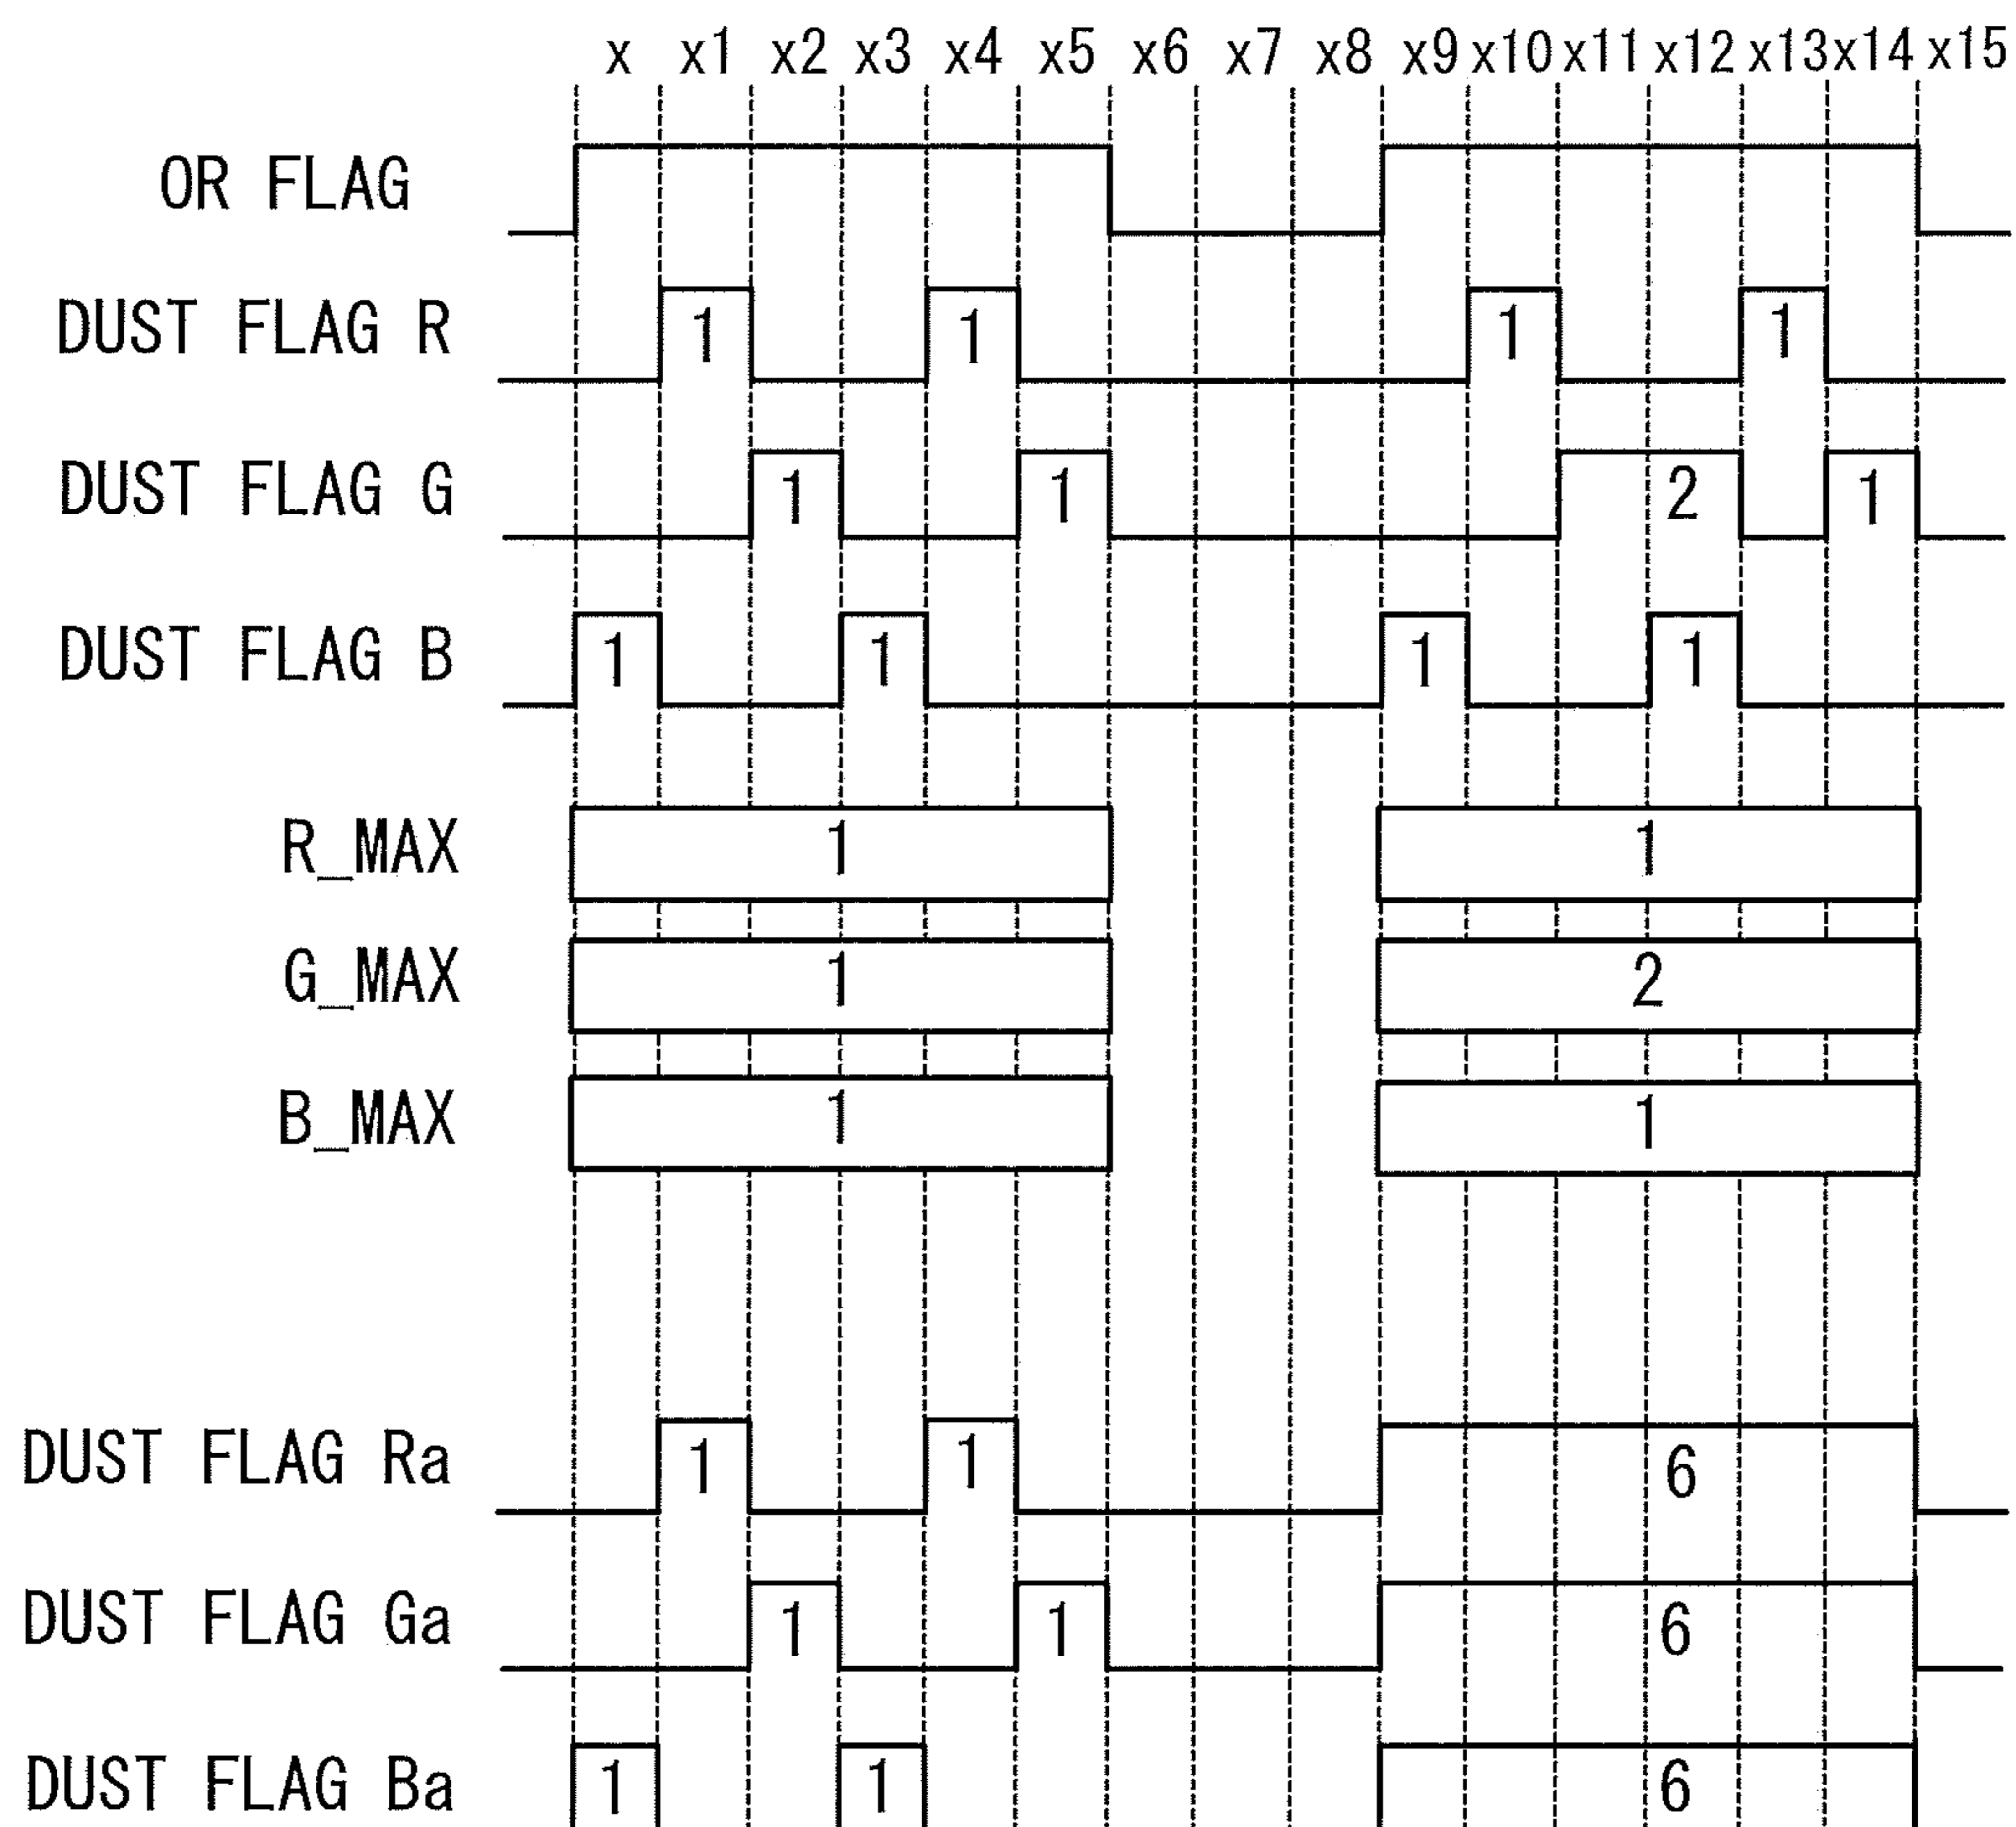 x x1 x2 x3 x4 x5 x6 x7 x8 x9 x10 x11 x12 x13 x14 x15
OR FLAG
DUST FLAG R 1 1 1 1
DUST FLAG G 1 1 2 1
DUST FLAG B 1 1 1 1
R_MAX 1 1
G_MAX 1 2
B_MAX 1 1
DUST FLAG Ra 1 1 6
DUST FLAG Ga 1 1 6
DUST FLAG Ba 1 1 6